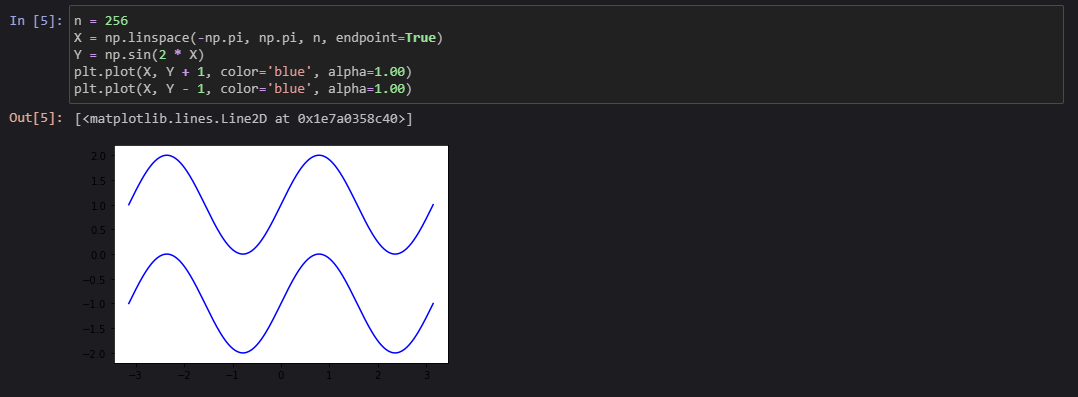 In [5]: n = 256
X = np.linspace(-np.pi, np.pi, n, endpoint=True)
Y = np.sin(2 * X)
plt.plot(X, Y + 1, color='blue', alpha=1.00)
plt.plot(X, Y - 1, color='blue', alpha=1.00)
Out[5]: [<matplotlib.lines.Line2D at 0x1e7a0358c40>]
2.0
1.5
1.0
0.5
0.0
−0.5
−1.0
−1.5
−2.0
−3 −2 −1 0 1 2 3